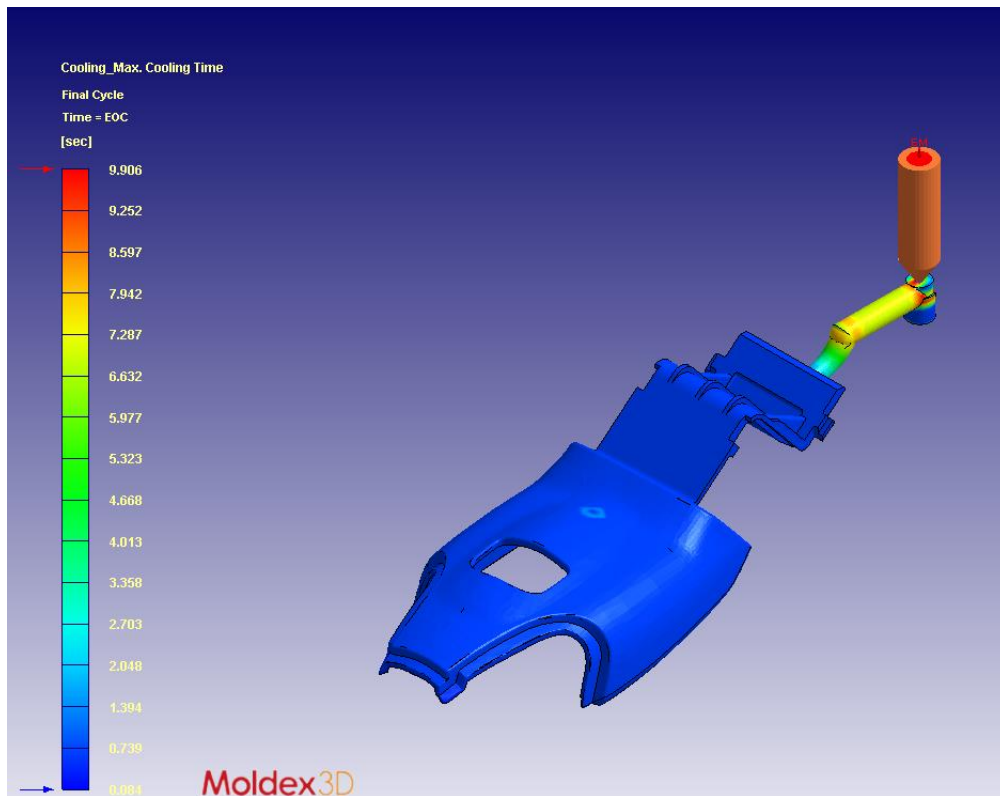 Cooling_Max. Cooling Time
Final Cycle
Time = EOC
[sec]
9.906
9.252
8.597
7.942
7.287
6.632
5.977
5.323
4.668
4.013
3.358
2.703
2.048
1.394
0.739
0.084
EM
Moldex3D